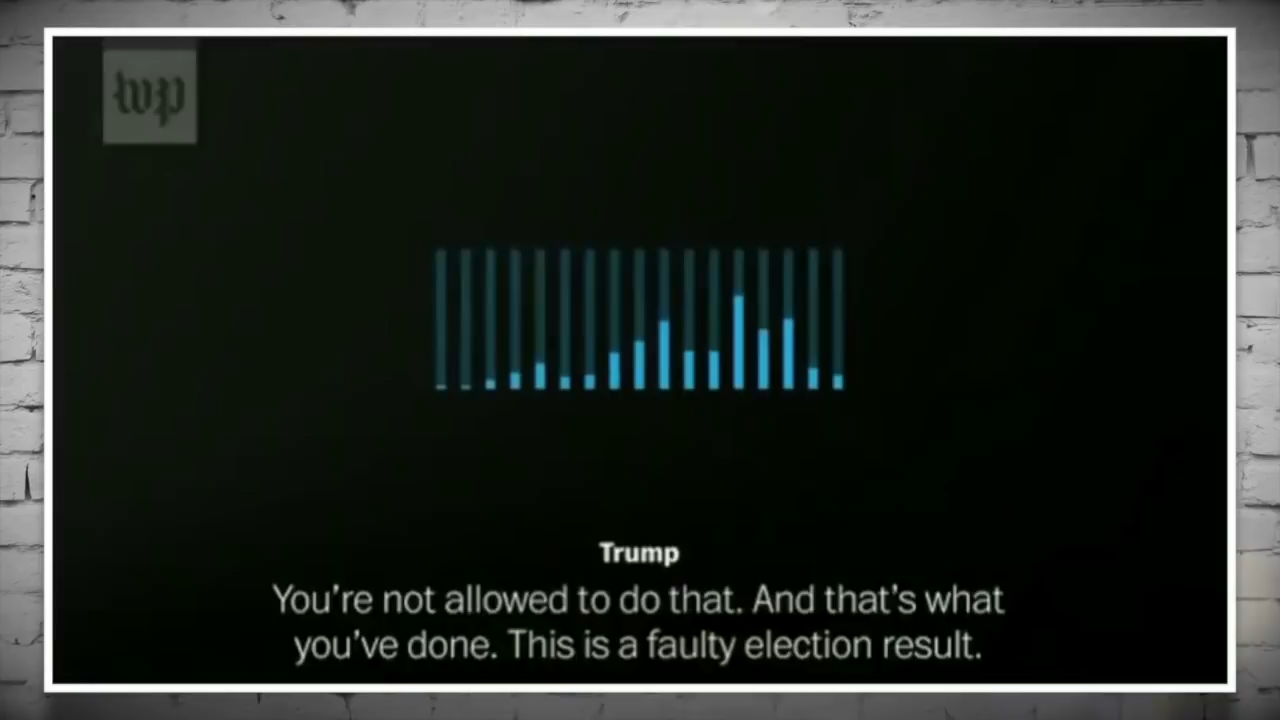 wp
Trump
You're not allowed to do that. And that's what
you've done. This is a faulty election result.